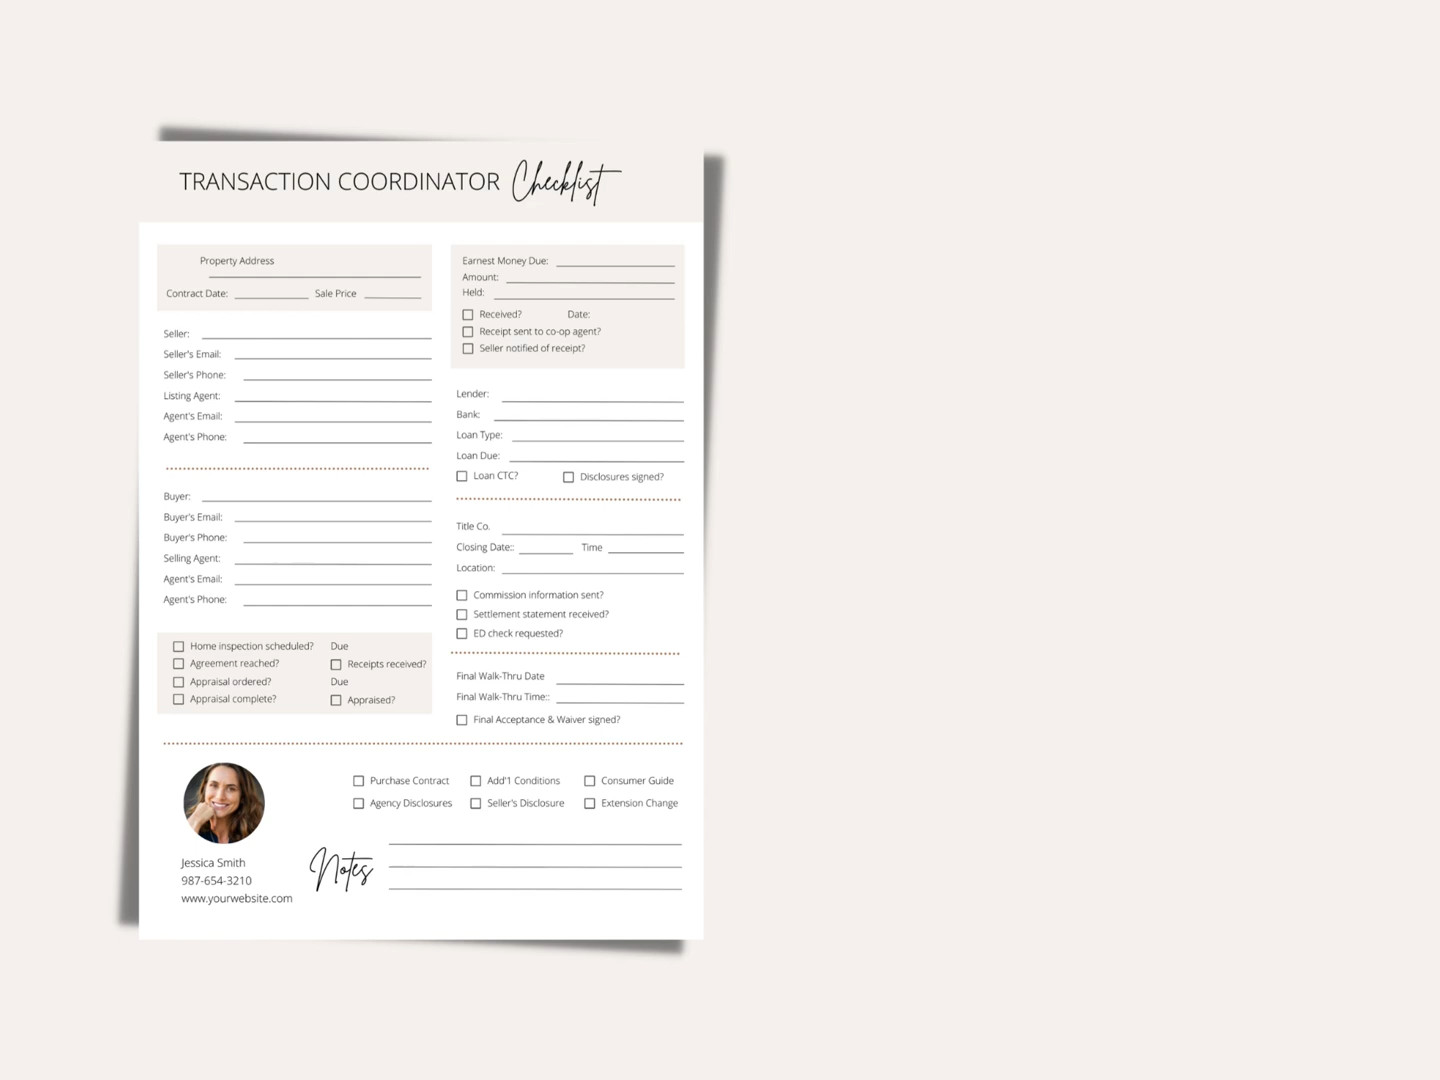 TRANSACTION COORDINATOR Checklist
Property Address
Contract Date: Sale Price
Seller:
Seller's Email:
Seller's Phone:
Listing Agent:
Agent's Email:
Agent's Phone:
Buyer:
Buyer's Email:
Buyer's Phone:
Selling Agent:
Agent's Email:
Agent's Phone:
Home inspection scheduled? Due
Agreement reached? Receipts received?
Appraisal ordered? Due
Appraisal complete? Appraised?
Earnest Money Due:
Amount:
Held:
Received? Date:
Receipt sent to co-op agent?
Seller notified of receipt?
Lender:
Bank:
Loan Type:
Loan Due:
Loan CTC? Disclosures signed?
Title Co.
Closing Date:: Time
Location:
Commission information sent?
Settlement statement received?
ED check requested?
Final Walk-Thru Date
Final Walk-Thru Time::
Final Acceptance & Waiver signed?
Purchase Contract Add'1 Conditions Consumer Guide
Agency Disclosures Seller's Disclosure Extension Change
Jessica Smith
987-654-3210
www.yourwebsite.com
Notes